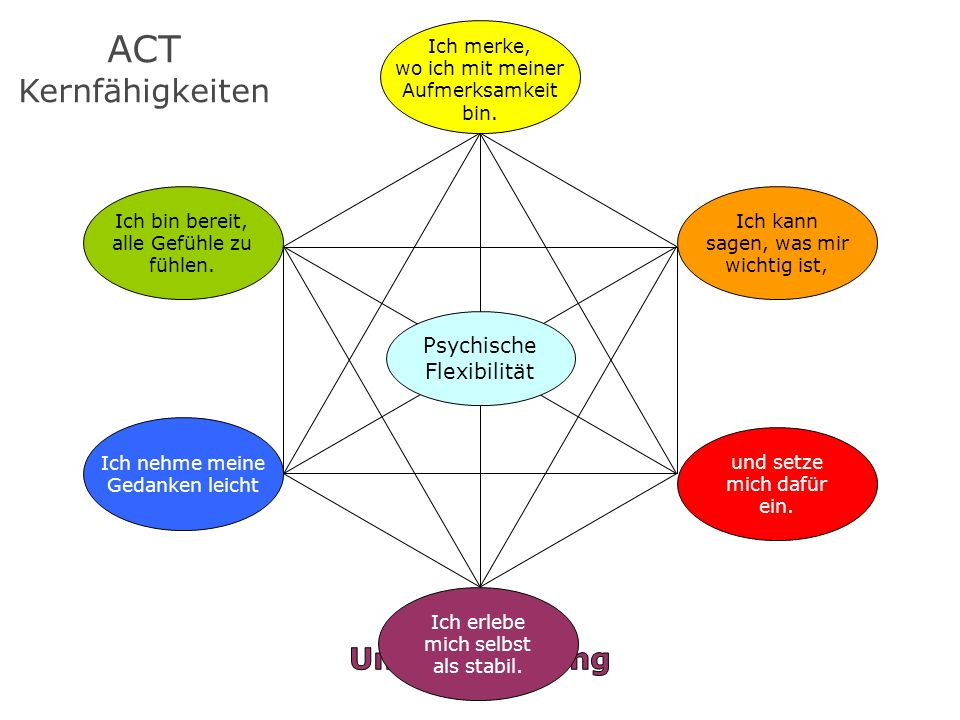 ACT
Kernfähigkeiten
Ich merke,
wo ich mit meiner
Aufmerksamkeit
bin.
Ich bin bereit,
alle Gefühle zu
fühlen.
Ich kann
sagen, was mir
wichtig ist,
Psychische
Flexibilität
Ich nehme meine
Gedanken leicht
und setze
mich dafür
ein.
Ich erlebe
mich selbst
als stabil.